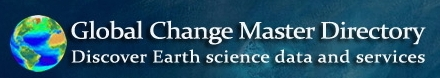 Global Change Master Directory
Discover Earth science data and services